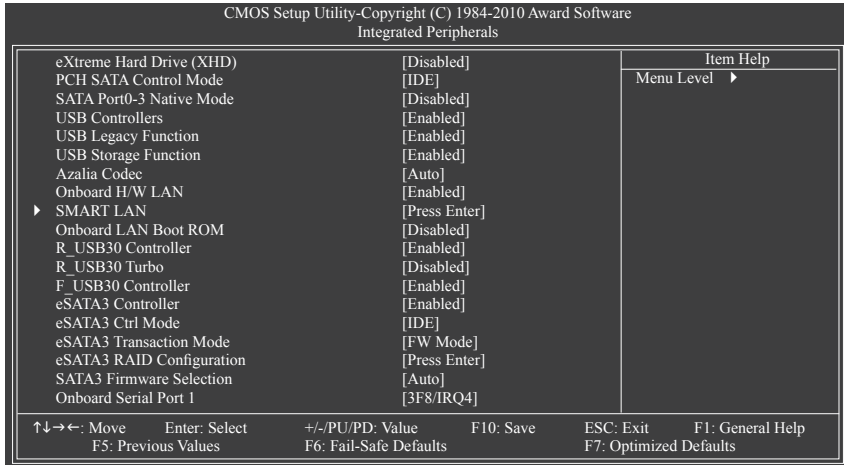 CMOS Setup Utility-Copyright (C) 1984-2010 Award Software
Integrated Peripherals
eXtreme Hard Drive (XHD) [Disabled]
PCH SATA Control Mode [IDE]
SATA Port0-3 Native Mode [Disabled]
USB Controllers [Enabled]
USB Legacy Function [Enabled]
USB Storage Function [Enabled]
Azalia Codec [Auto]
Onboard H/W LAN [Enabled]
SMART LAN [Press Enter]
Onboard LAN Boot ROM [Disabled]
R_USB30 Controller [Enabled]
R_USB30 Turbo [Disabled]
F_USB30 Controller [Enabled]
eSATA3 Controller [Enabled]
eSATA3 Ctrl Mode [IDE]
eSATA3 Transaction Mode [FW Mode]
eSATA3 RAID Configuration [Press Enter]
SATA3 Firmware Selection [Auto]
Onboard Serial Port 1 [3F8/IRQ4]
Item Help
Menu Level
↑↓→←: Move Enter: Select +/-/PU/PD: Value F10: Save ESC: Exit F1: General Help
F5: Previous Values F6: Fail-Safe Defaults F7: Optimized Defaults